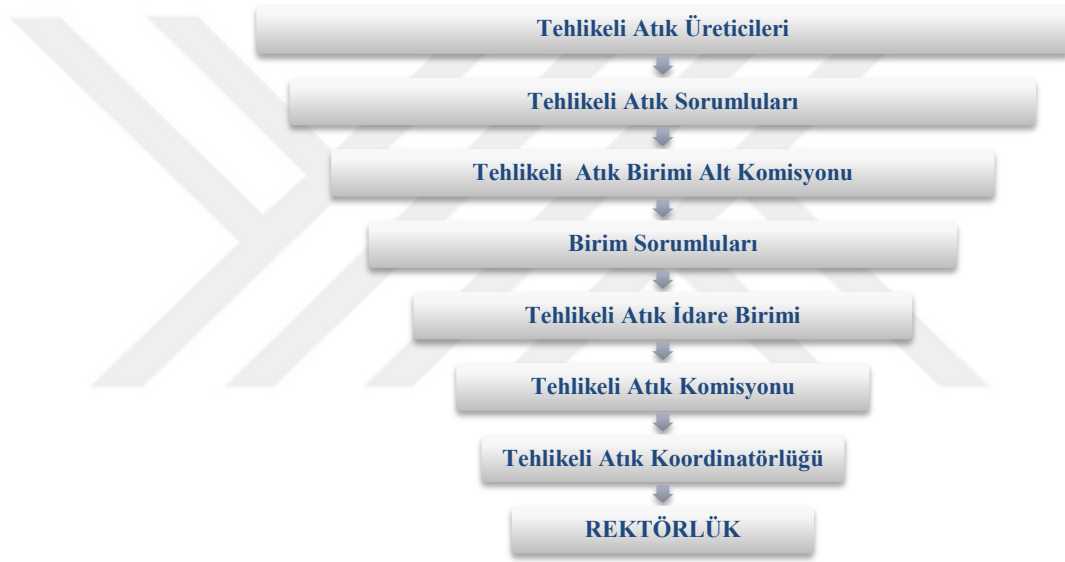 Tehlikeli Atık Üreticileri
Tehlikeli Atık Sorumluları
Tehlikeli Atık Birimi Alt Komisyonu
Birim Sorumluları
Tehlikeli Atık İdare Birimi
Tehlikeli Atık Komisyonu
Tehlikeli Atık Koordinatörlüğü
REKTÖRLÜK